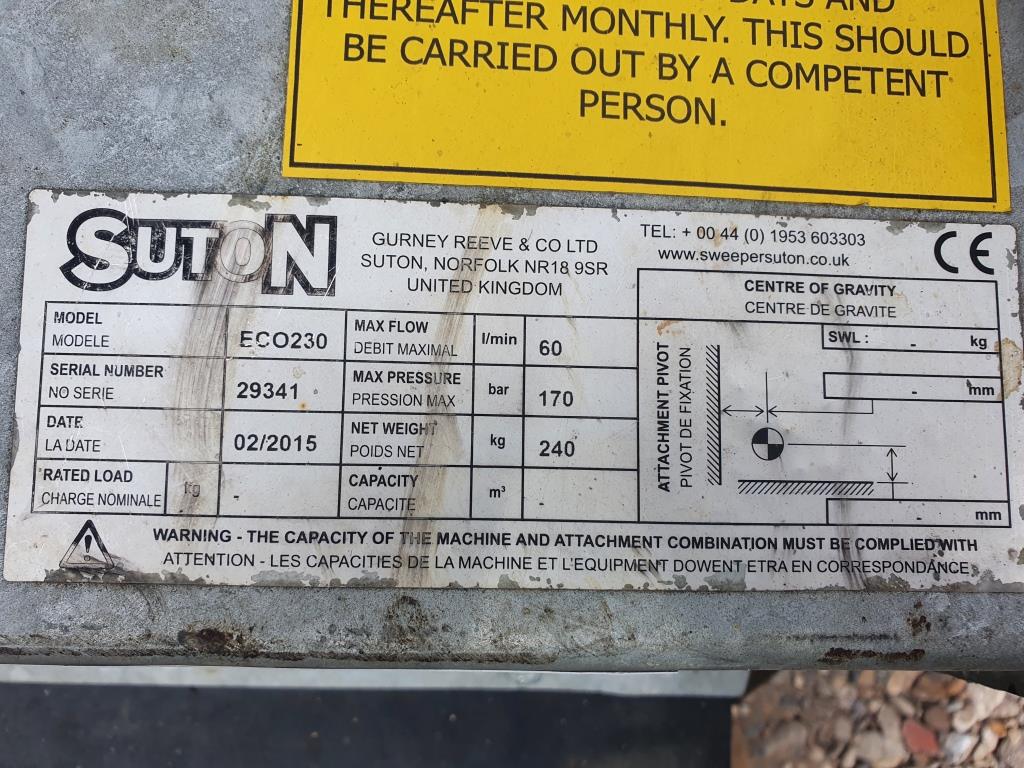 DAYS AND
THEREAFTER MONTHLY. THIS SHOULD
BE CARRIED OUT BY A COMPETENT
PERSON.
SUTON
GURNEY REEVE & CO LTD
SUTON, NORFOLK NR18 9SR
UNITED KINGDOM
TEL: + 00 44 (0) 1953 603303
www.sweepersuton.co.uk
CE
MODEL
MODELE
ECO230
MAX FLOW
DEBIT MAXIMAL
l/min
60
SERIAL NUMBER
NO SERIE
29341
MAX PRESSURE
PRESSION MAX
bar
170
DATE
LA DATE
02/2015
NET WEIGHT
POIDS NET
kg
240
RATED LOAD
CHARGE NOMINALE
kg
-
CAPACITY
CAPACITE
m³
CENTRE OF GRAVITY
CENTRE DE GRAVITE
ATTACHMENT PIVOT
PIVOT DE FIXATION
SWL : - kg
- mm
- mm
WARNING - THE CAPACITY OF THE MACHINE AND ATTACHMENT COMBINATION MUST BE COMPLIED WITH
ATTENTION - LES CAPACITIES DE LA MACHINE ET L'EQUIPMENT DOWENT ETRA EN CORRESPONDANCE